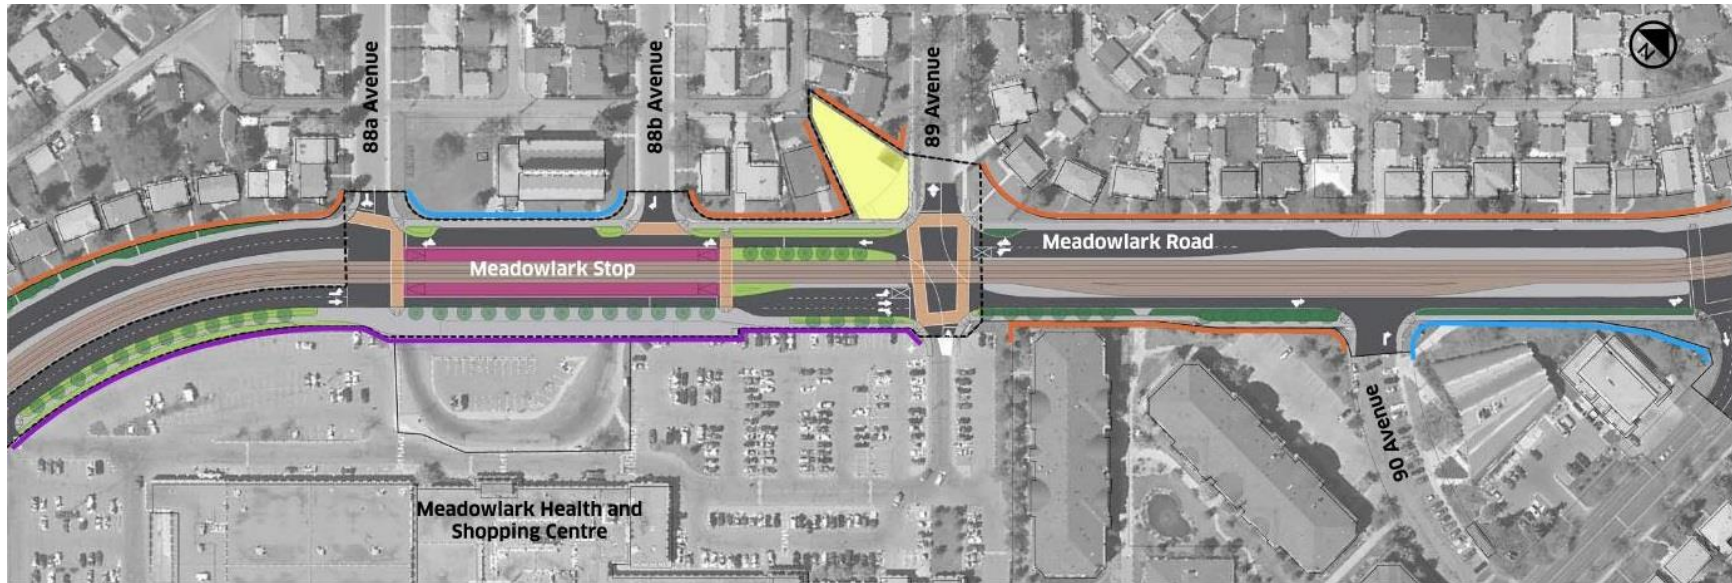 88a Avenue
88b Avenue
89 Avenue
N
Meadowlark Road
Meadowlark Stop
90 Avenue
Meadowlark Health and
Shopping Centre